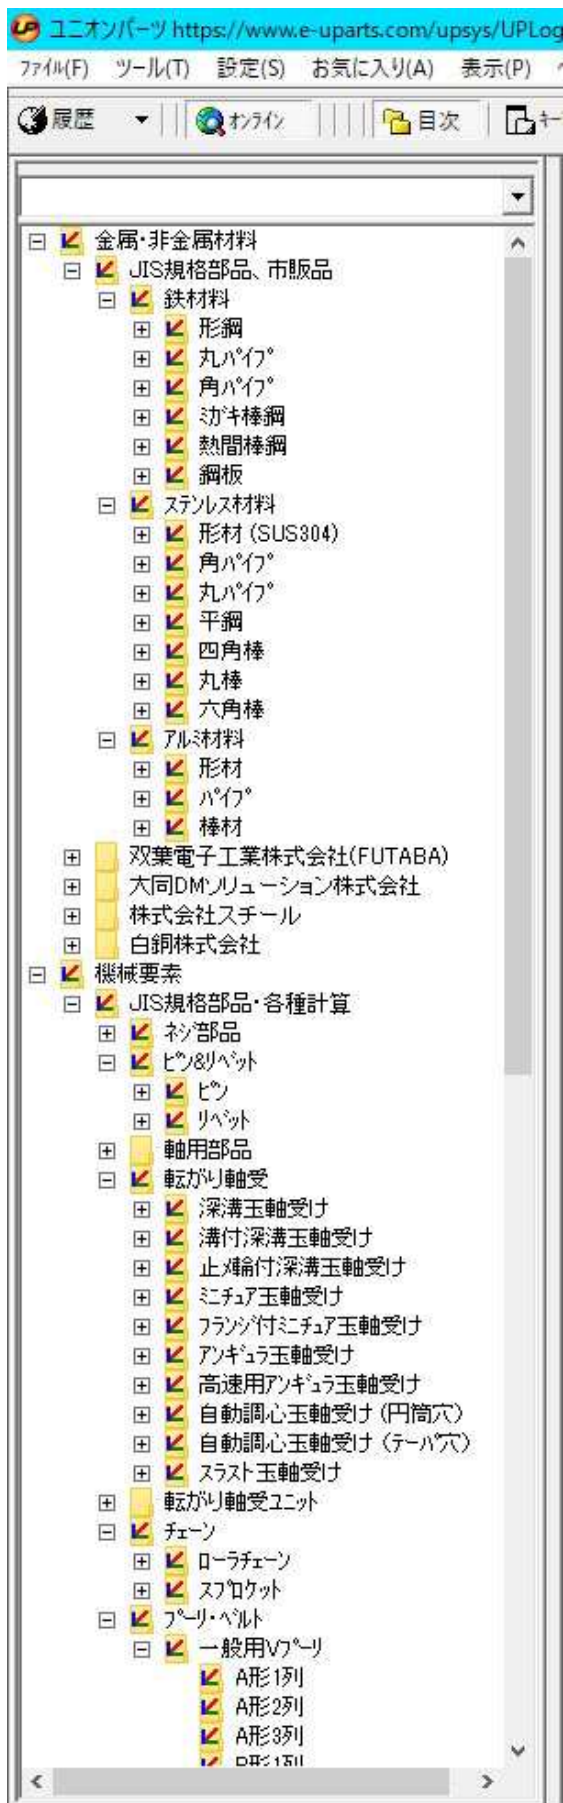 ユニオンパーツ https://www.e-uparts.com/upsys/UPLog
ファイル(F) ツール(T) 設定(S) お気に入り(A) 表示(P)
履歴 オンライン 目次 キー
金属・非金属材料
JIS規格部品、市販品
鉄材料
形鋼
丸ﾊﾟｲﾌﾟ
角ﾊﾟｲﾌﾟ
ﾐｶﾞｷ棒鋼
熱間棒鋼
鋼板
ｽﾃﾝﾚｽ材料
形材 (SUS304)
角ﾊﾟｲﾌﾟ
丸ﾊﾟｲﾌﾟ
平鋼
四角棒
丸棒
六角棒
ｱﾙﾐ材料
形材
ﾊﾟｲﾌﾟ
棒材
双葉電子工業株式会社(FUTABA)
大同DMソリューション株式会社
株式会社スチール
白銅株式会社
機械要素
JIS規格部品・各種計算
ﾈｼﾞ部品
ﾋﾟﾝ&ﾘﾍﾞｯﾄ
ﾋﾟﾝ
ﾘﾍﾞｯﾄ
軸用部品
転がり軸受
深溝玉軸受け
溝付深溝玉軸受け
止ﾒ輪付深溝玉軸受け
ﾐﾆﾁｭｱ玉軸受け
ﾌﾗﾝｼﾞ付ﾐﾆﾁｭｱ玉軸受け
ｱﾝｷﾞｭﾗ玉軸受け
高速用ｱﾝｷﾞｭﾗ玉軸受け
自動調心玉軸受け (円筒穴)
自動調心玉軸受け (ﾃｰﾊﾟ穴)
ｽﾗｽﾄ玉軸受け
転がり軸受ﾕﾆｯﾄ
ﾁｪｰﾝ
ﾛｰﾗﾁｪｰﾝ
ｽﾌﾟﾛｹｯﾄ
ﾌﾟｰﾘ・ﾍﾞﾙﾄ
一般用Vﾌﾟｰﾘ
A形1列
A形2列
A形3列
B形1列